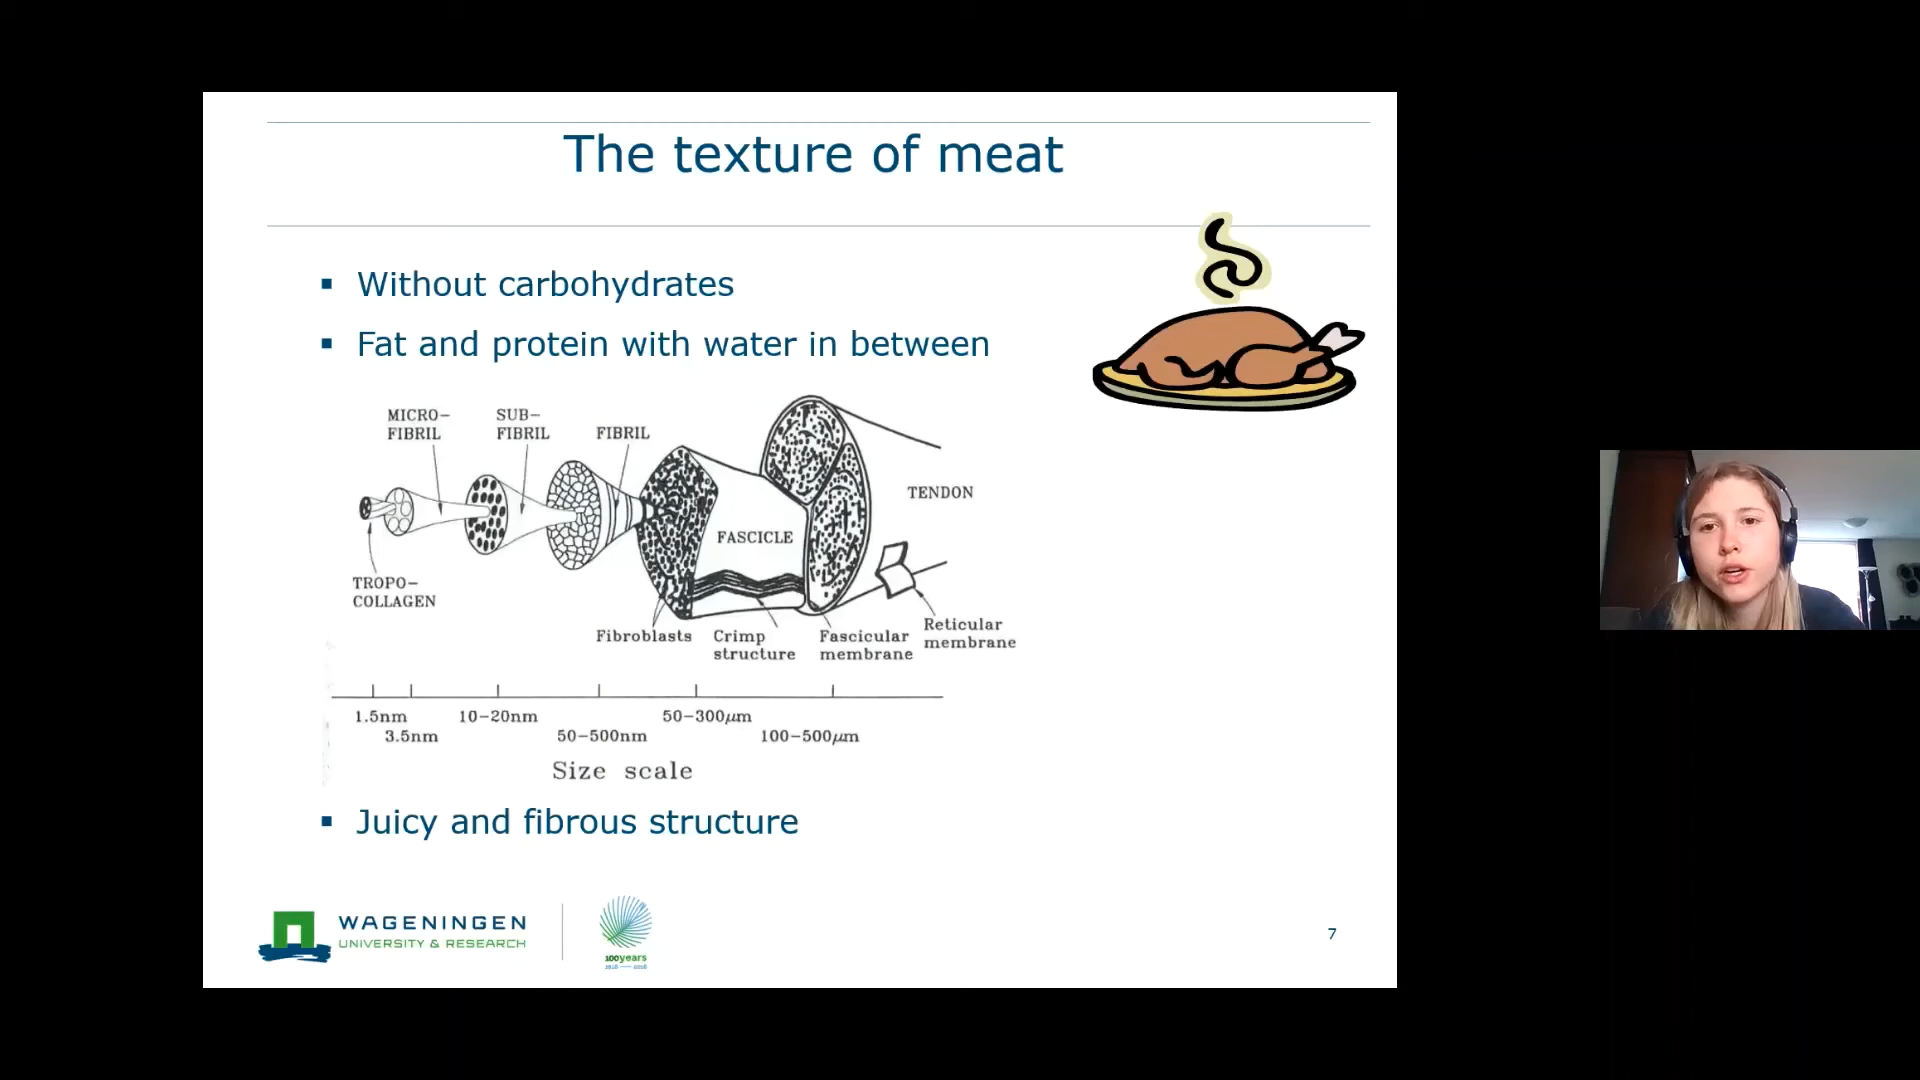 The texture of meat
Without carbohydrates
Fat and protein with water in between
MICRO-
FIBRIL
SUB-
FIBRIL
FIBRIL
TENDON
FASCICLE
TROPO-
COLLAGEN
Fibroblasts
Crimp
structure
Fascicular
membrane
Reticular
membrane
1.5nm
3.5nm
10-20nm
50-500nm
50-300μm
100-500μm
Size scale
Juicy and fibrous structure
WAGENINGEN
UNIVERSITY & RESEARCH
100years
7